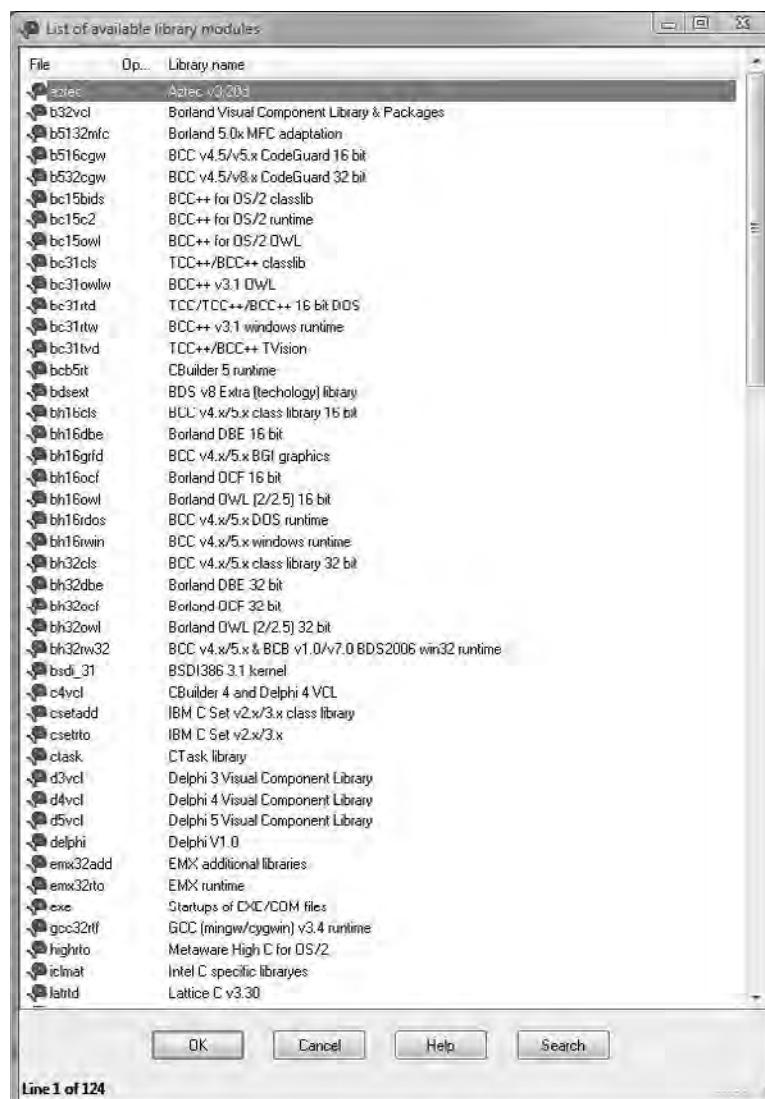 List of available library modules
File Op... Library name
aztec Aztec v3.20d
b32vcl Borland Visual Component Library & Packages
b5132mfc Borland 5.0x MFC adaptation
b516cgw BCC v4.5/v5.x CodeGuard 16 bit
b532cgw BCC v4.5/v8.x CodeGuard 32 bit
bc15bids BCC++ for OS/2 classlib
bc15c2 BCC++ for OS/2 runtime
bc15owl BCC++ for OS/2 OWL
bc31cls TCC++/BCC++ classlib
bc31owlw BCC++ v3.1 OWL
bc31rtd TCC/TCC++/BCC++ 16 bit DOS
bc31rtw BCC++ v3.1 windows runtime
bc31tvd TCC++/BCC++ TVision
bcb5rt CBuilder 5 runtime
bdsext BDS v8 Extra (techology) library
bh16cls BCC v4.x/5.x class library 16 bit
bh16dbe Borland DBE 16 bit
bh16grfd BCC v4.x/5.x BGI graphics
bh16ocf Borland OCF 16 bit
bh16owl Borland OWL (2/2.5) 16 bit
bh16rdos BCC v4.x/5.x DOS runtime
bh16rwin BCC v4.x/5.x windows runtime
bh32cls BCC v4.x/5.x class library 32 bit
bh32dbe Borland DBE 32 bit
bh32ocf Borland OCF 32 bit
bh32owl Borland OWL (2/2.5) 32 bit
bh32rw32 BCC v4.x/5.x & BCB v1.0/v7.0 BDS2006 win32 runtime
bsdi_31 BSDI386 3.1 kernel
c4vcl CBuilder 4 and Delphi 4 VCL
csetadd IBM C Set v2.x/3.x class library
csetrto IBM C Set v2.x/3.x
ctask CTask library
d3vcl Delphi 3 Visual Component Library
d4vcl Delphi 4 Visual Component Library
d5vcl Delphi 5 Visual Component Library
delphi Delphi V1.0
emx32add EMX additional libraries
emx32rto EMX runtime
exe Startups of EXE/COM files
gcc32rtf GCC (mingw/cygwin) v3.4 runtime
highrto Metaware High C for OS/2
iclmat Intel C specific libraryes
latrtd Lattice C v3.30
OK Cancel Help Search
Line 1 of 124